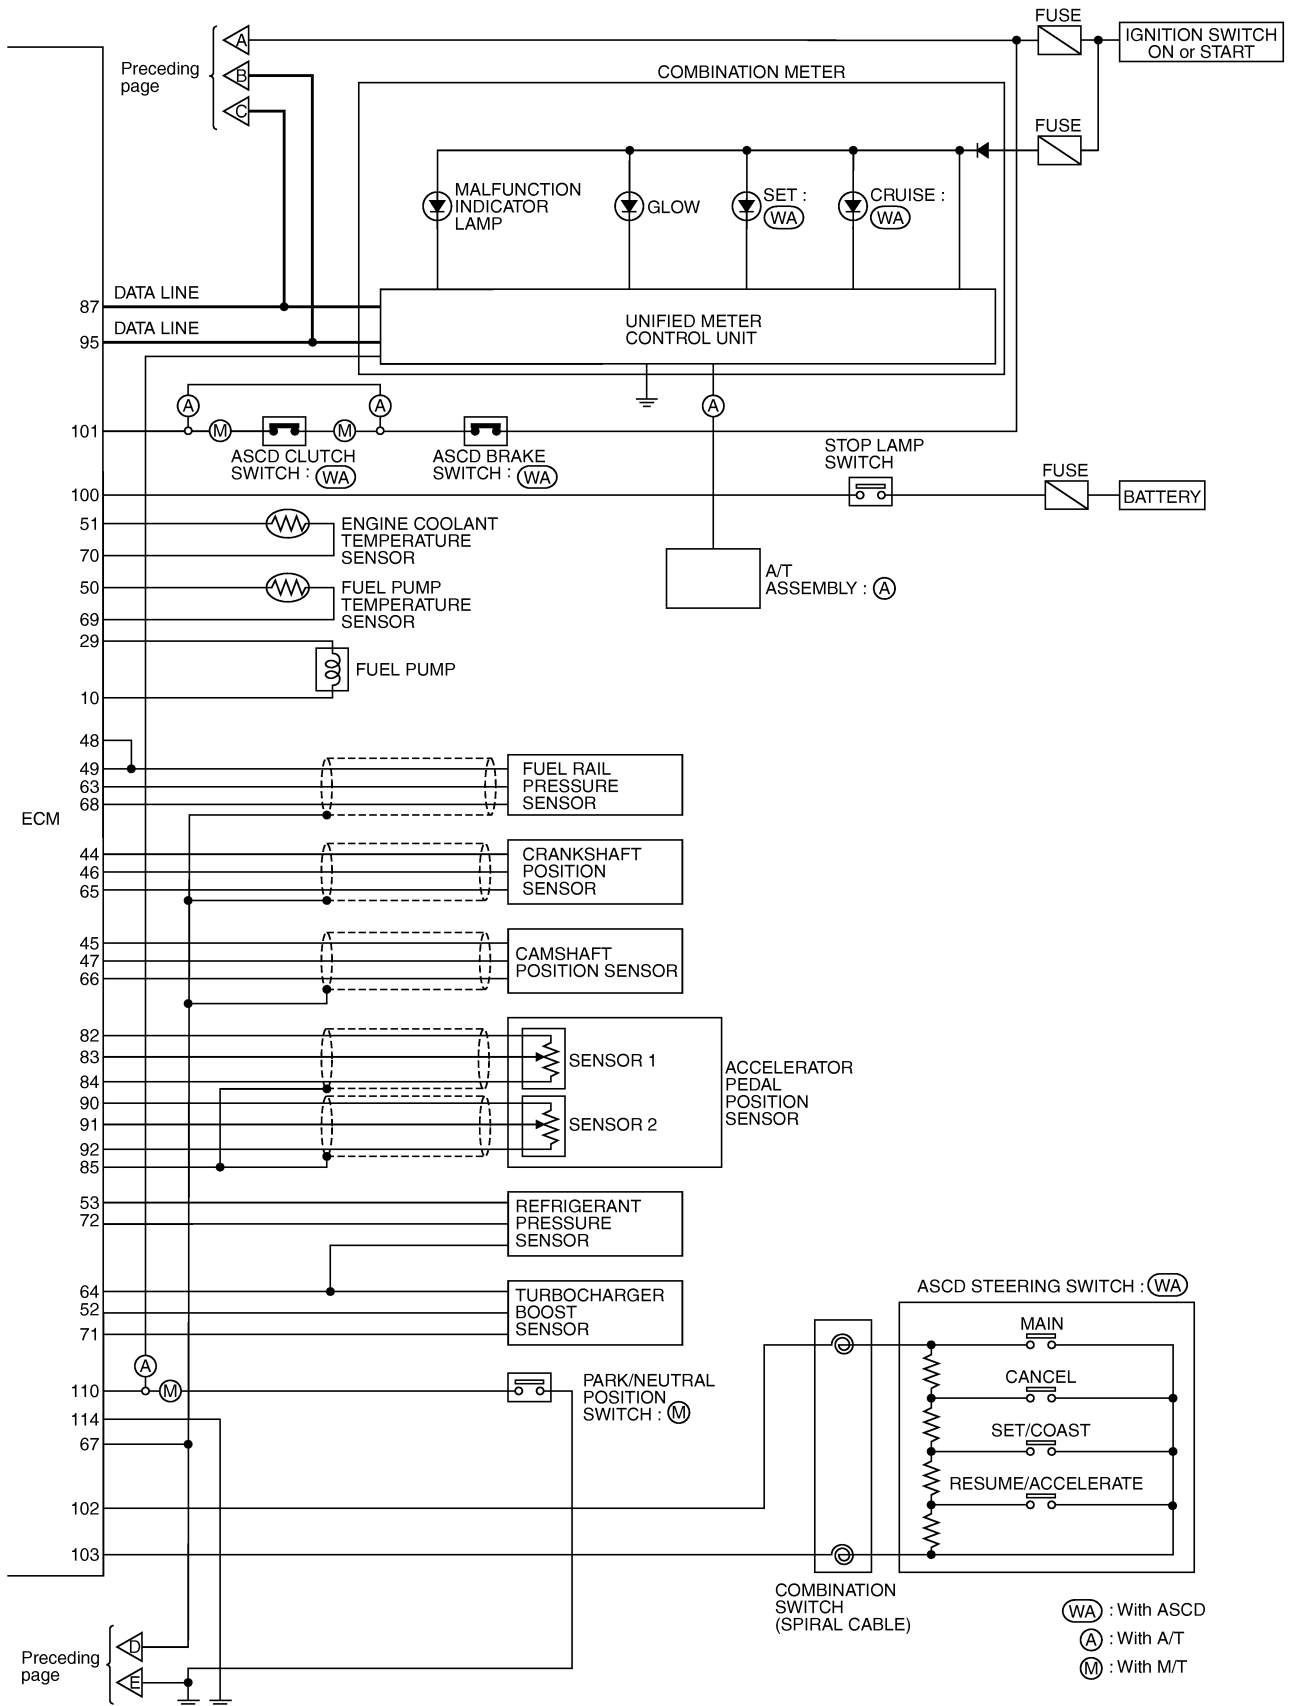 FUSE
A
IGNITION SWITCH
ON or START
Preceding
page
B
COMBINATION METER
C
FUSE
MALFUNCTION
INDICATOR
LAMP
GLOW
SET :
WA
CRUISE :
WA
87
DATA LINE
UNIFIED METER
CONTROL UNIT
95
DATA LINE
A
A
A
101
M
M
ASCD CLUTCH
SWITCH : WA
ASCD BRAKE
SWITCH : WA
STOP LAMP
SWITCH
FUSE
100
BATTERY
51
ENGINE COOLANT
TEMPERATURE
SENSOR
70
A/T
ASSEMBLY : A
50
FUEL PUMP
TEMPERATURE
SENSOR
69
29
FUEL PUMP
10
48
49
63
68
FUEL RAIL
PRESSURE
SENSOR
ECM
44
46
65
CRANKSHAFT
POSITION
SENSOR
45
47
66
CAMSHAFT
POSITION SENSOR
82
83
84
SENSOR 1
ACCELERATOR
PEDAL
POSITION
SENSOR
90
91
92
85
SENSOR 2
53
72
REFRIGERANT
PRESSURE
SENSOR
64
52
71
TURBOCHARGER
BOOST
SENSOR
ASCD STEERING SWITCH : WA
MAIN
A
110
M
PARK/NEUTRAL
POSITION
SWITCH : M
CANCEL
114
67
SET/COAST
RESUME/ACCELERATE
102
103
COMBINATION
SWITCH
(SPIRAL CABLE)
Preceding
page
D
E
WA : With ASCD
A : With A/T
M : With M/T